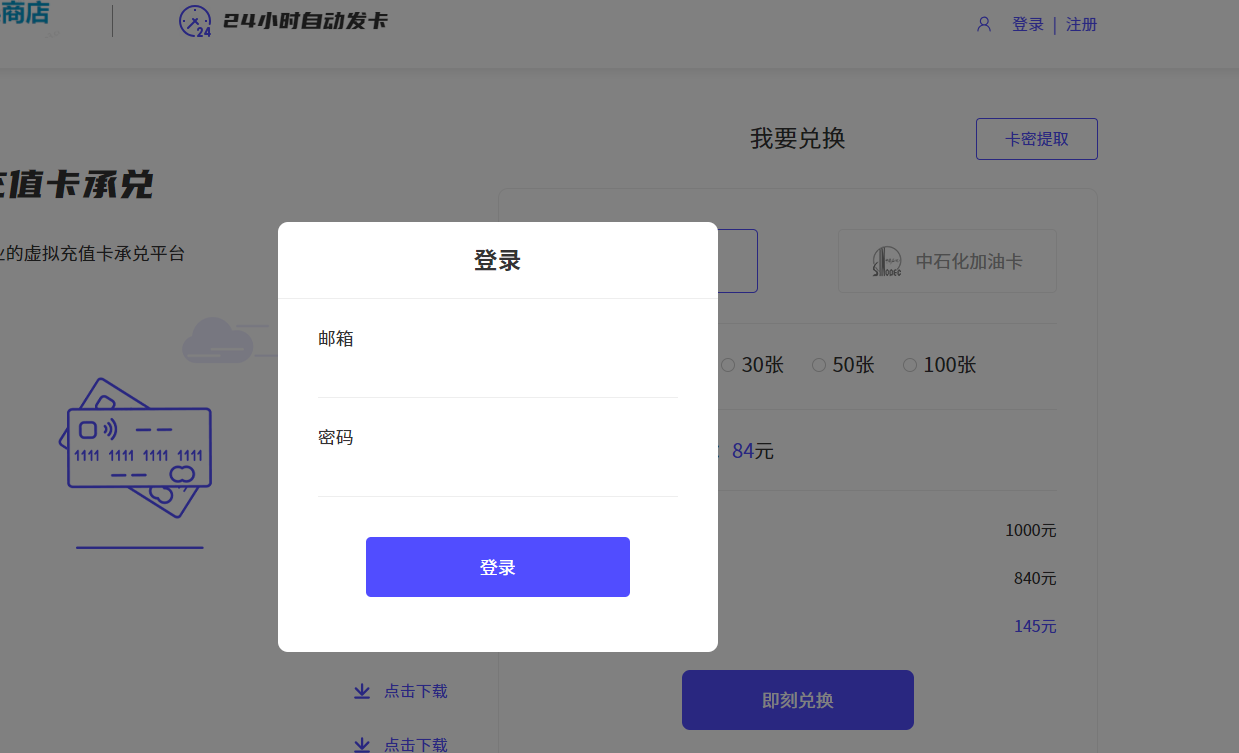 商店
24小时自动发卡
登录 | 注册
我要兑换
卡密提取
充值卡承兑
业的虚拟充值卡承兑平台
中石化加油卡
登录
邮箱
密码
登录
30张
50张
100张
84元
1111 1111 1111 1111
1000元
840元
145元
点击下载
即刻兑换
点击下载